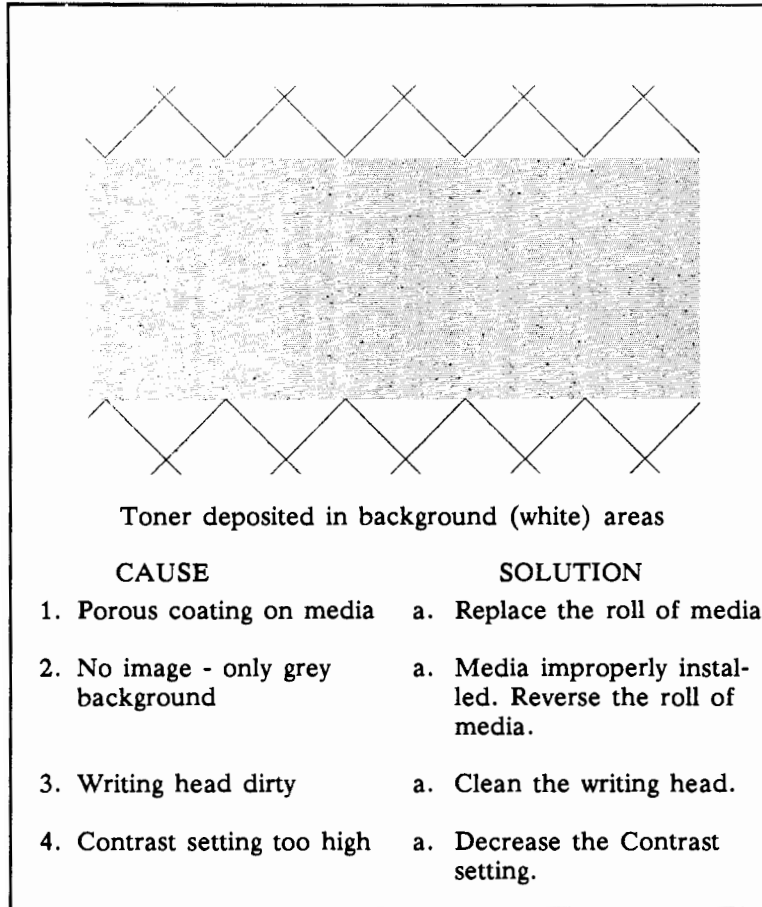 Toner deposited in background (white) areas
CAUSE SOLUTION
1. Porous coating on media a. Replace the roll of media
2. No image - only grey a. Media improperly instal-
background led. Reverse the roll of
media.
3. Writing head dirty a. Clean the writing head.
4. Contrast setting too high a. Decrease the Contrast
setting.